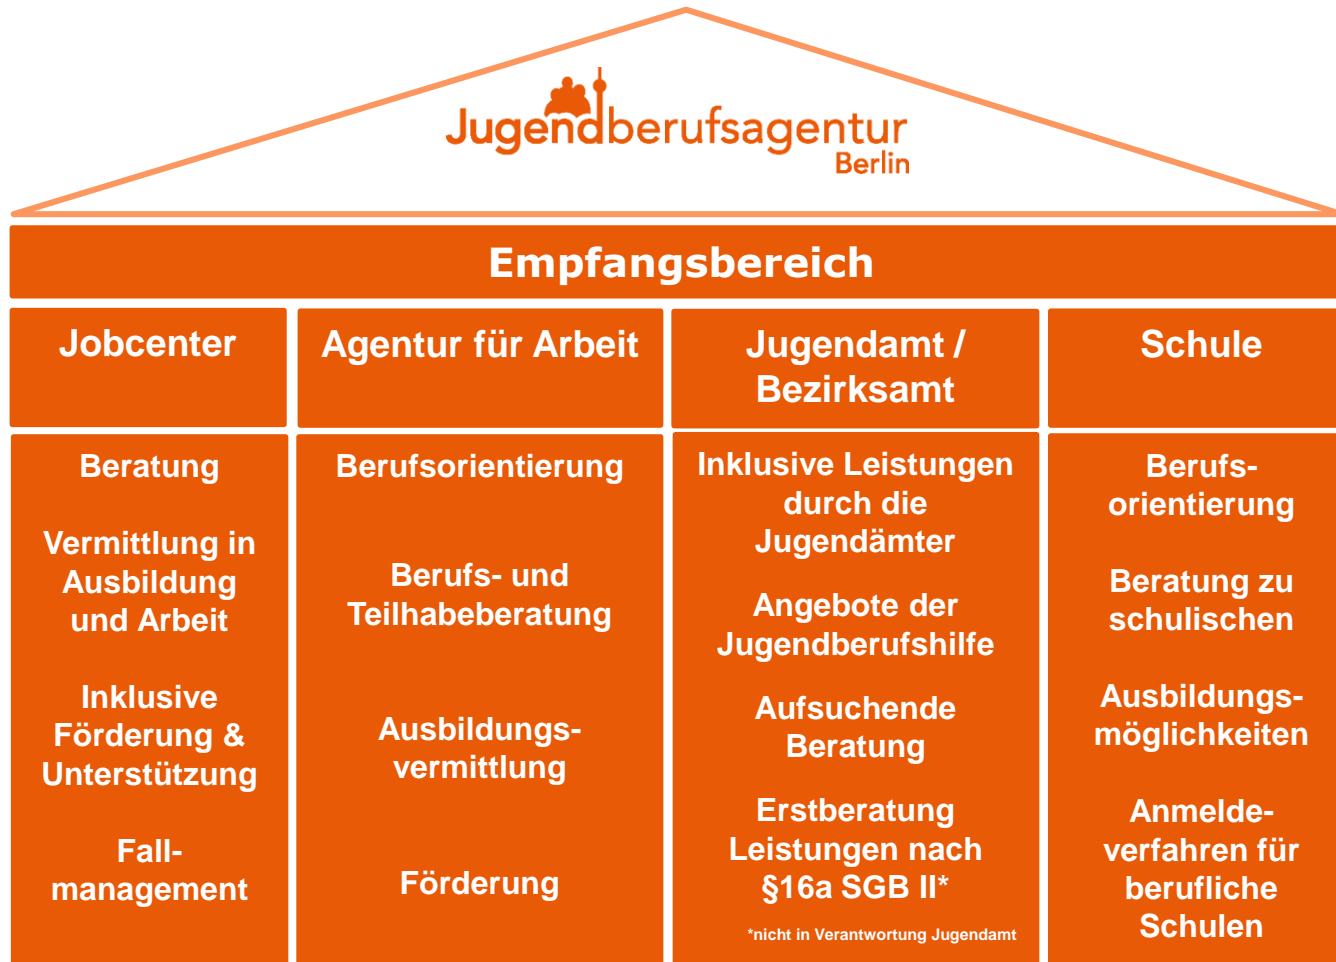 Jugendberufsagentur
Berlin
Empfangsbereich
Jobcenter
Beratung
Vermittlung in
Ausbildung
und Arbeit
Inklusive
Förderung &
Unterstützung
Fall-
management
Agentur für Arbeit
Berufsorientierung
Berufs- und
Teilhabeberatung
Ausbildungs-
vermittlung
Förderung
Jugendamt /
Bezirksamt
Inklusive Leistungen
durch die
Jugendämter
Angebote der
Jugendberufshilfe
Aufsuchende
Beratung
Erstberatung
Leistungen nach
§16a SGB II*
*nicht in Verantwortung Jugendamt
Schule
Berufs-
orientierung
Beratung zu
schulischen
Ausbildungs-
möglichkeiten
Anmelde-
verfahren für
berufliche
Schulen